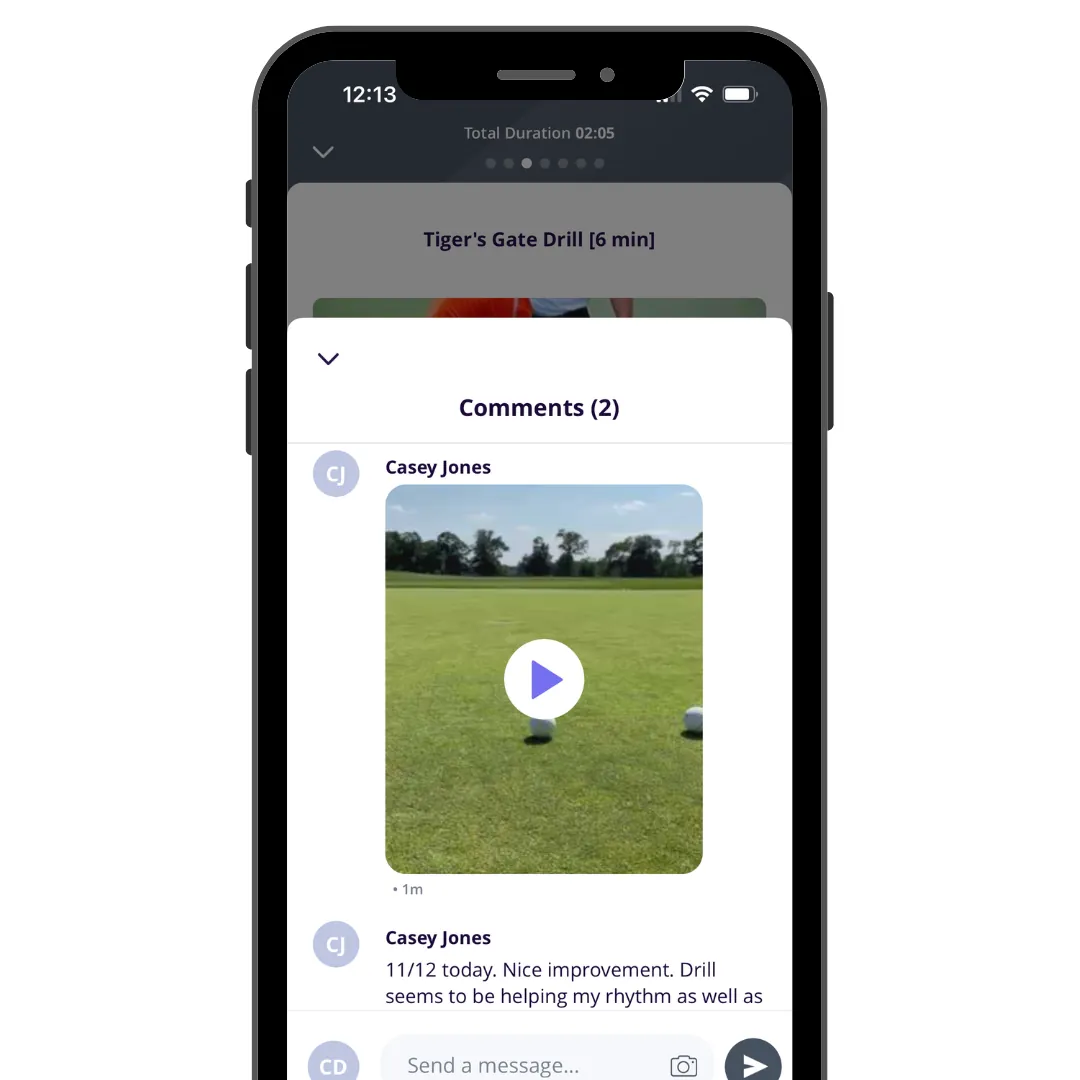 12:13
Total Duration 02:05
Tiger's Gate Drill [6 min]
Comments (2)
CJ
Casey Jones
• 1m
CJ
Casey Jones
11/12 today. Nice improvement. Drill
seems to be helping my rhythm as well as
CD
Send a message...